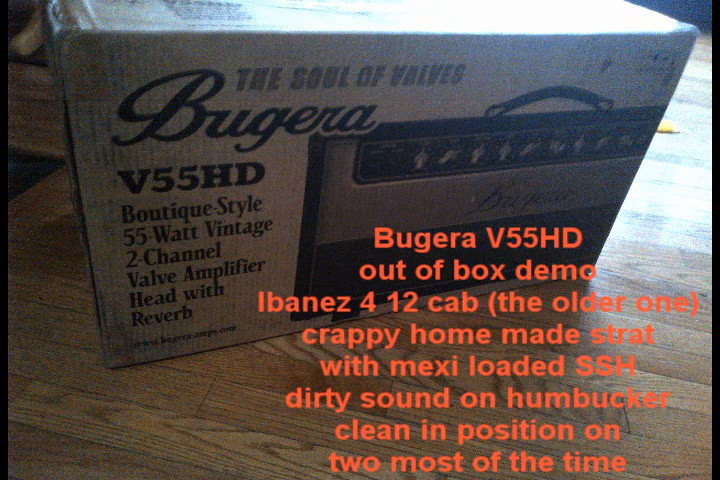 THE SOUL OF VALVES
Bugera
V55HD
Boutique-Style
55-Watt Vintage
2-Channel
Valve Amplifier
Head with
Reverb
www.bugera-amps.com
Bugera
Bugera V55HD
out of box demo
Ibanez 4 12 cab (the older one)
crappy home made strat
with mexi loaded SSH
dirty sound on humbucker
clean in position on
two most of the time